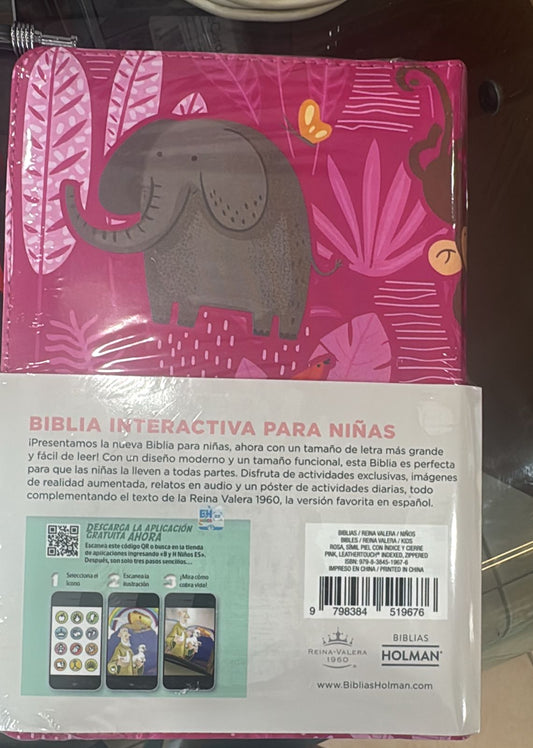 BIBLIA INTERACTIVA PARA NIÑAS
¡Presentamos la nueva Biblia para niñas, ahora con un tamaño de letra más grande
y fácil de leer! Con un diseño moderno y un tamaño funcional, esta Biblia es perfecta
para que las niñas la lleven a todas partes. Disfruta de actividades exclusivas, imágenes
de realidad aumentada, relatos en audio y un póster de actividades diarias, todo
complementando el texto de la Reina Valera 1960, la versión favorita en español.
DESCARGA LA APLICACIÓN
GRATUITA AHORA
Escanea este código QR o busca en la tienda
de aplicaciones ingresando «B y H Niños ES».
Después, son solo tres pasos sencillos...
1 Selecciona el
ícono
2 Escanea la
ilustración
3 ¡Mira cómo
cobra vida!
BIBLIAS / REINA VALERA / NIÑOS
BIBLES / REINA VALERA / KIDS
ROSA, SÍMIL PIEL CON ÍNDICE Y CIERRE
PINK, LEATHERTOUCH® INDEXED, ZIPPERED
ISBN: 979-8-3845-1967-6
IMPRESO EN CHINA / PRINTED IN CHINA
9 798384 519676
REINA-VALERA
1960
BIBLIAS
HOLMAN
www.BibliasHolman.com